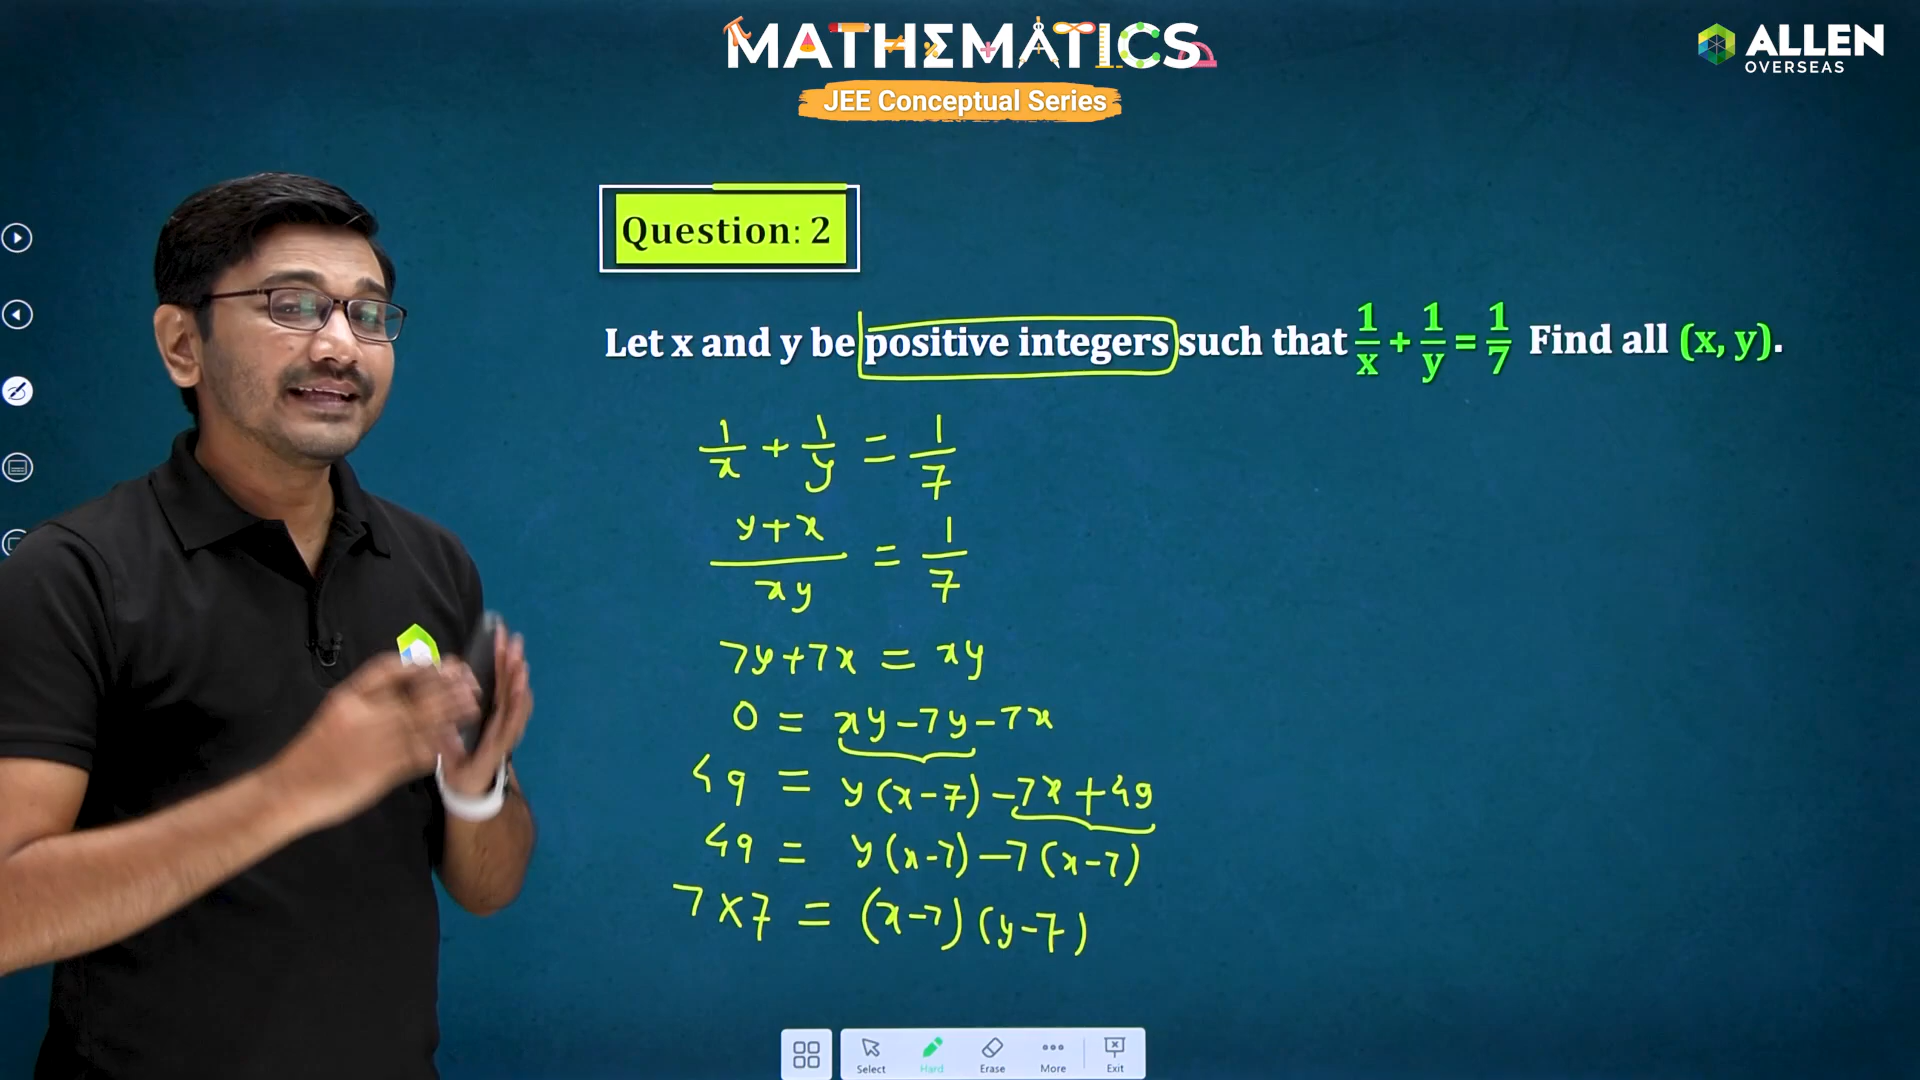 MATHEMATICS
JEE Conceptual Series
ALLEN
OVERSEAS
Question: 2
Let x and y be positive integers such that 1/x + 1/y = 1/7 Find all (x, y).
1/x + 1/y = 1/7
y+x/xy = 1/7
7y+7x = xy
0 = xy-7y-7x
49 = y(x-7)-7x+49
49 = y(x-7)-7(x-7)
7x7 = (x-7)(y-7)
Select
Hard
Erase
More
Exit